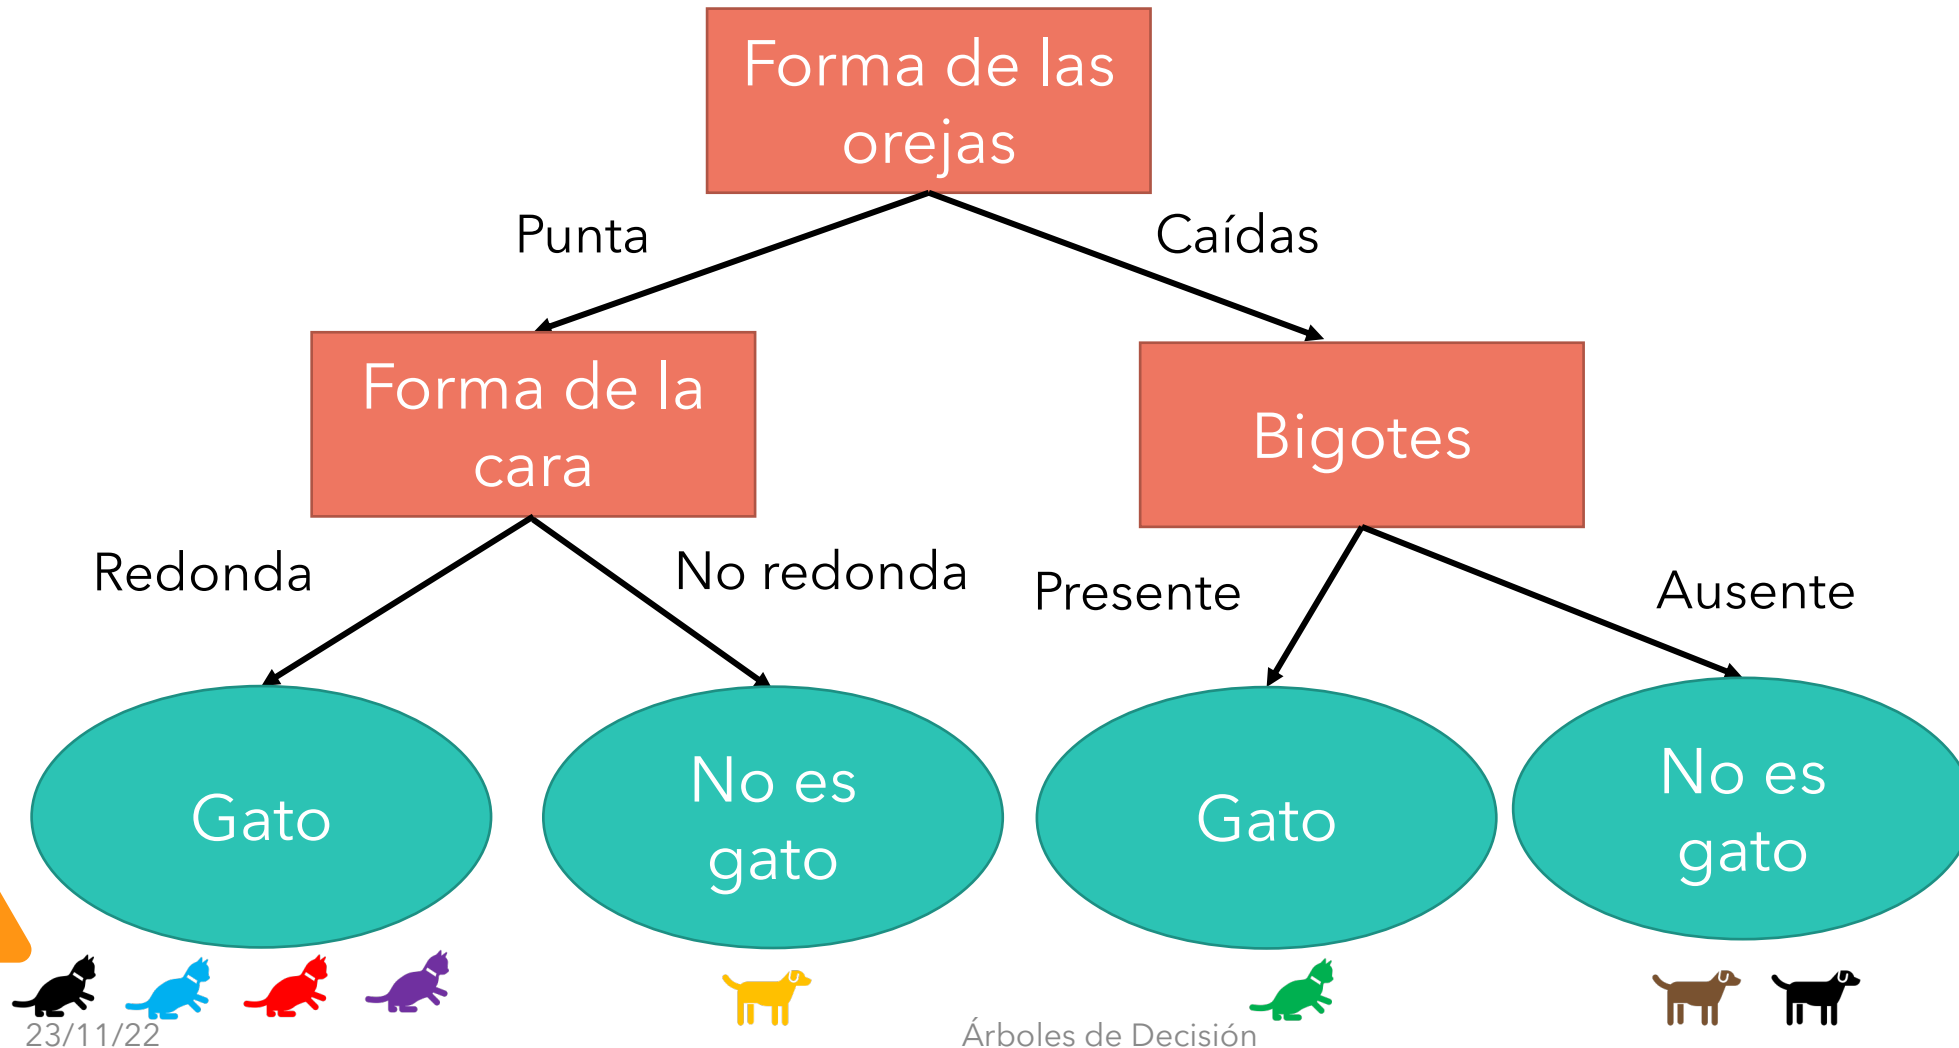 Forma de las
orejas
Punta
Caídas
Forma de la
cara
Bigotes
Redonda
No redonda
Presente
Ausente
Gato
No es
gato
Gato
No es
gato
23/11/22
Árboles de Decisión